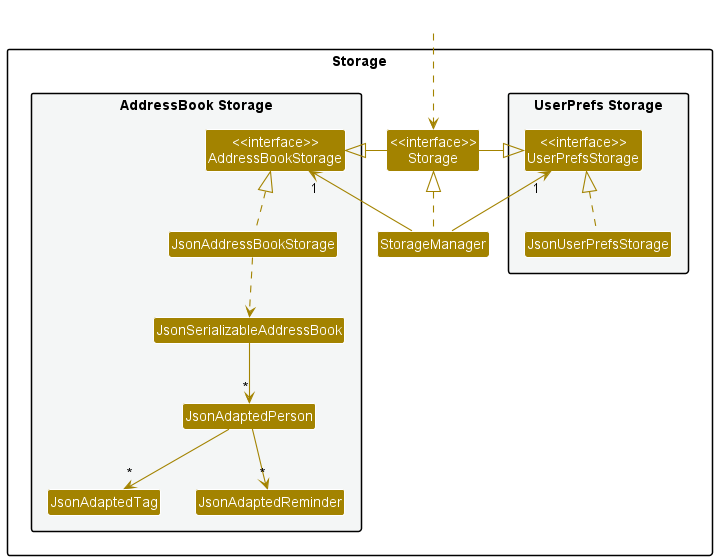 Storage
AddressBook Storage
UserPrefs Storage
<<interface>>
AddressBookStorage
<<interface>>
Storage
<<interface>>
UserPrefsStorage
1
1
JsonAddressBookStorage
StorageManager
JsonUserPrefsStorage
JsonSerializableAddressBook
*
JsonAdaptedPerson
*
*
JsonAdaptedTag
JsonAdaptedReminder